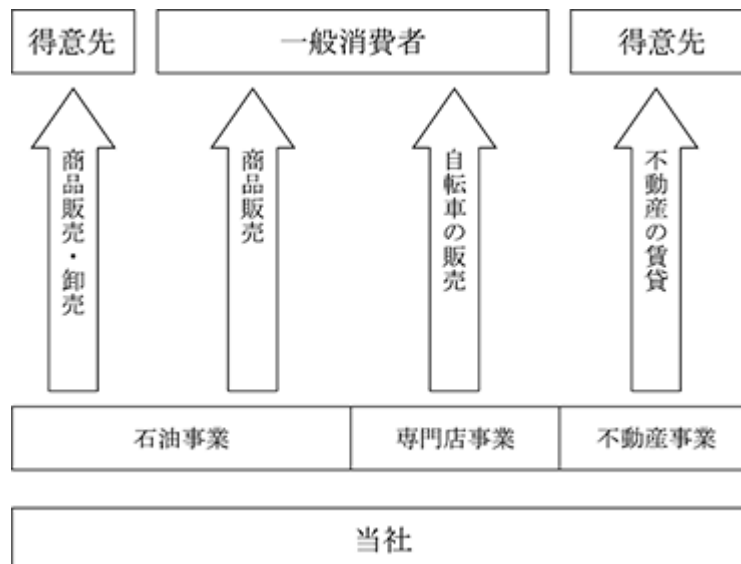 得意先
一般消費者
得意先
商品販売・卸売
商品販売
自転車の販売
不動産の賃貸
石油事業
専門店事業
不動産事業
当社